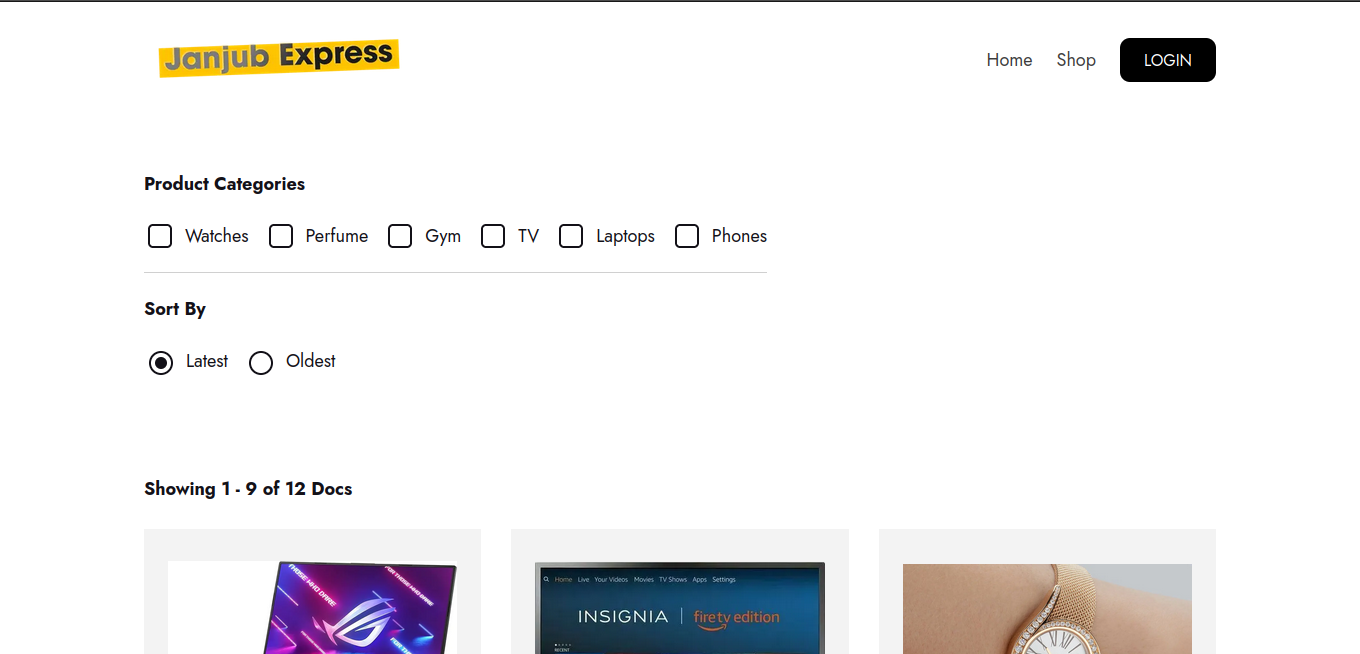 Janjub Express
Home Shop LOGIN
Product Categories
Watches Perfume Gym TV Laptops Phones
Sort By
Latest Oldest
Showing 1 - 9 of 12 Docs
THOSE WHO DARE
FOR THOSE WHO DARE
Home Live Your Videos Movies TV Shows Apps Settings
INSIGNIA | firetv edition
RECENT